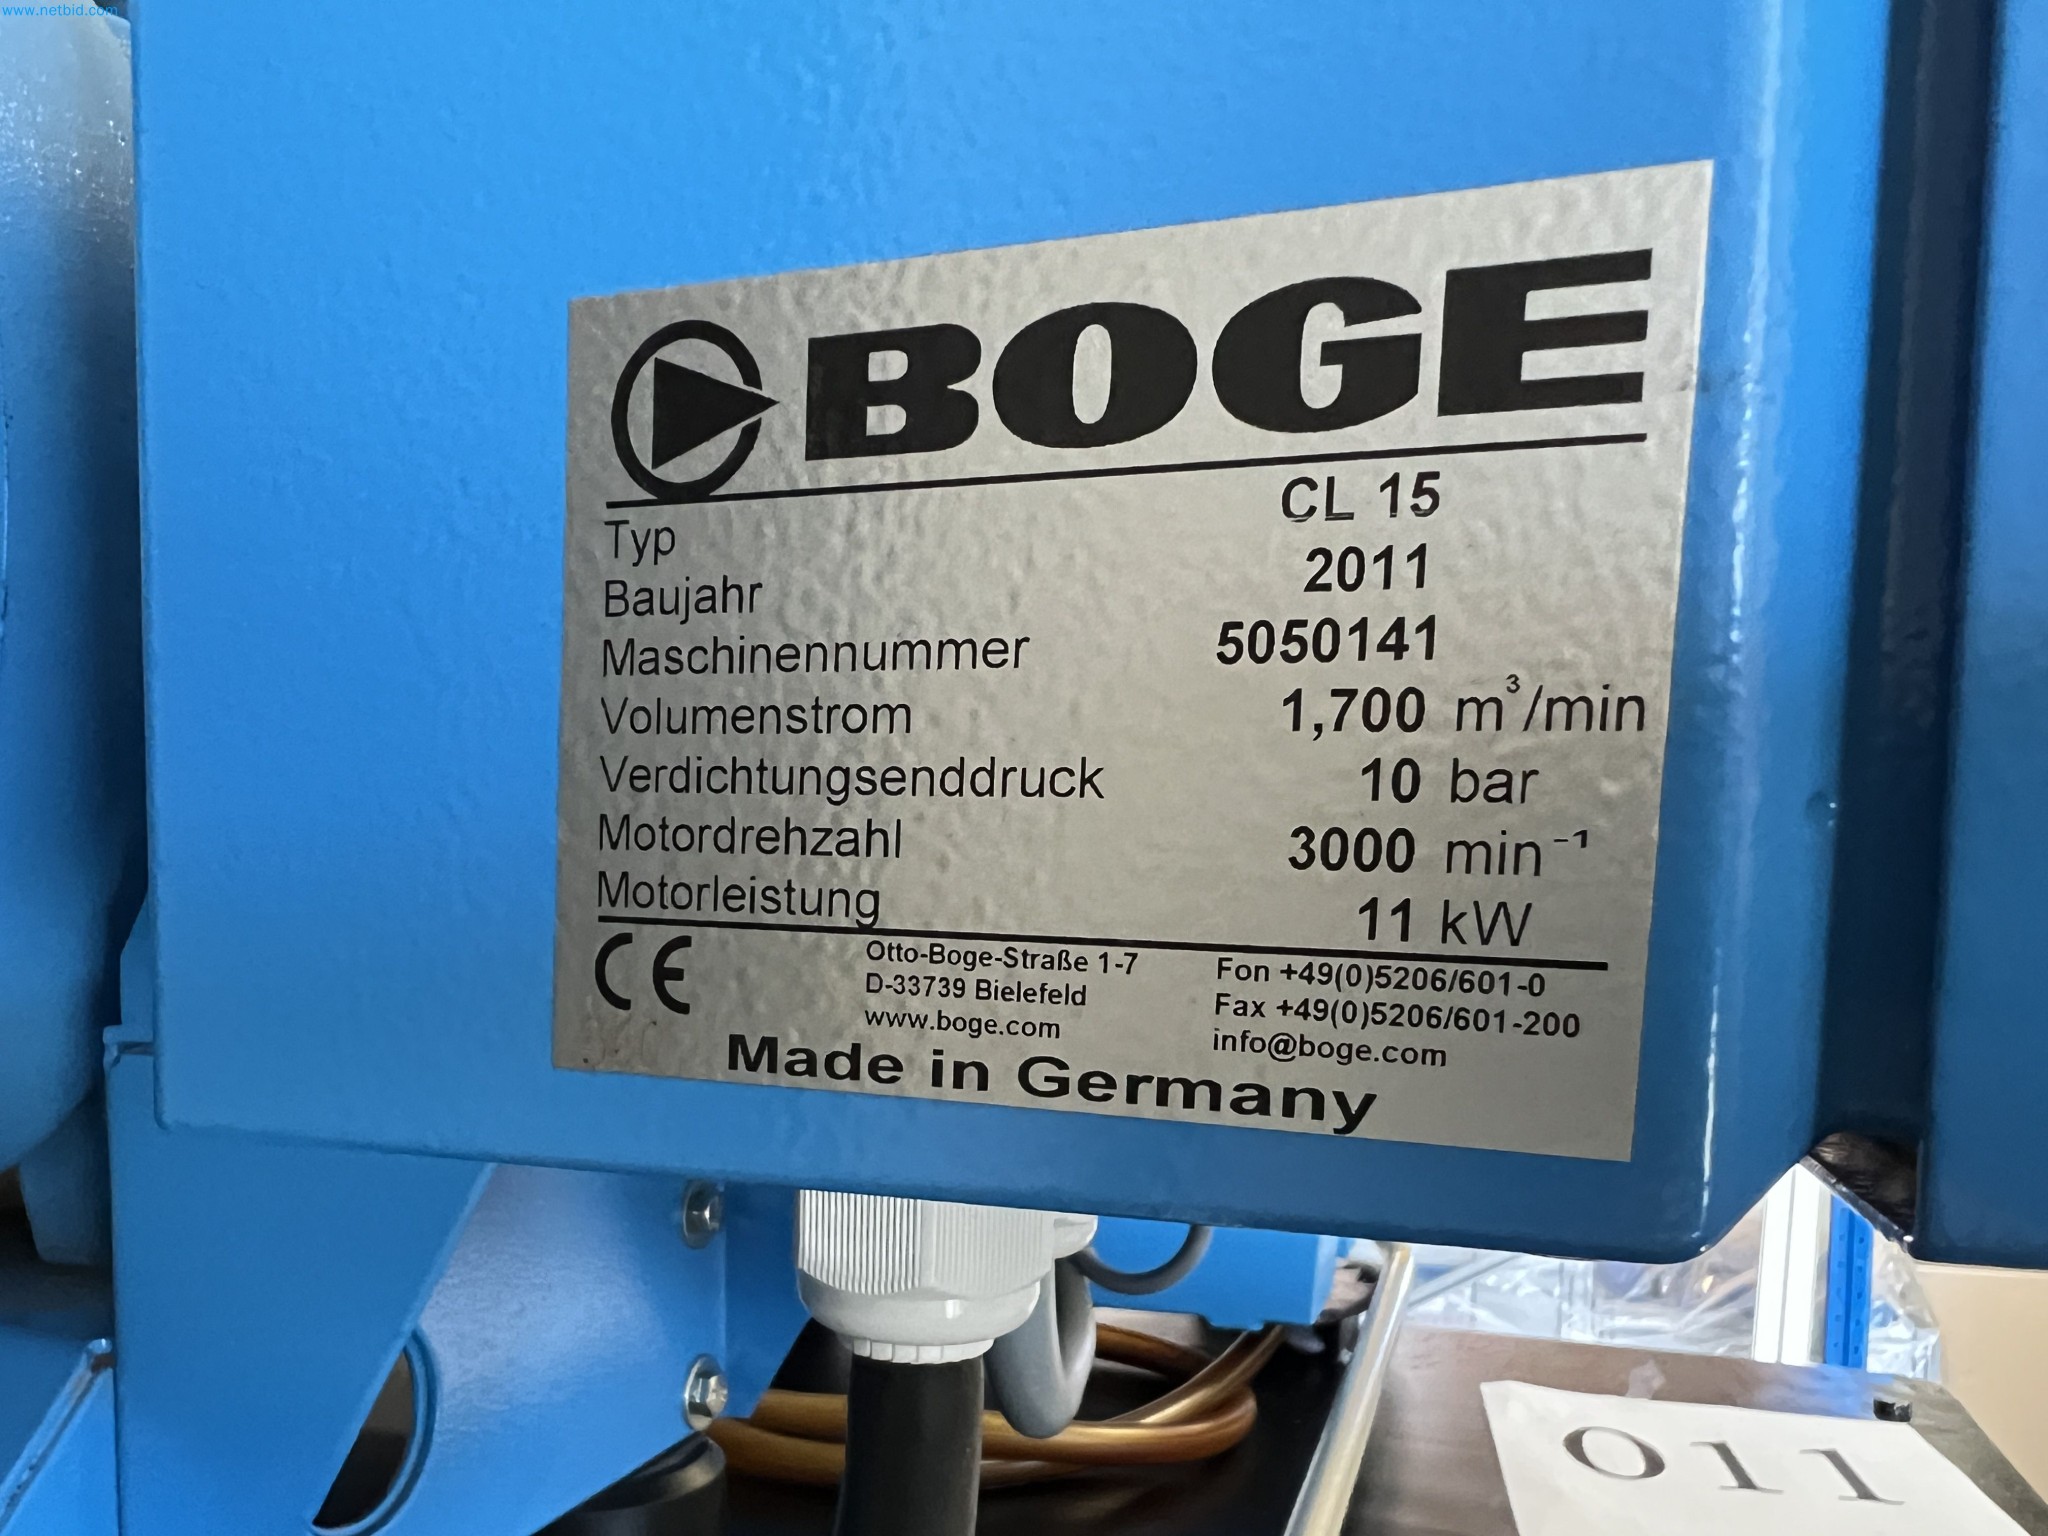 www.netbid.com
BOGE
Typ CL 15
Baujahr 2011
Maschinennummer 5050141
Volumenstrom 1,700 m³/min
Verdichtungsenddruck 10 bar
Motordrehzahl 3000 min⁻¹
Motorleistung 11 kW
CE
Otto-Boge-Straße 1-7
D-33739 Bielefeld
www.boge.com
Fon +49(0)5206/601-0
Fax +49(0)5206/601-200
info@boge.com
Made in Germany
011